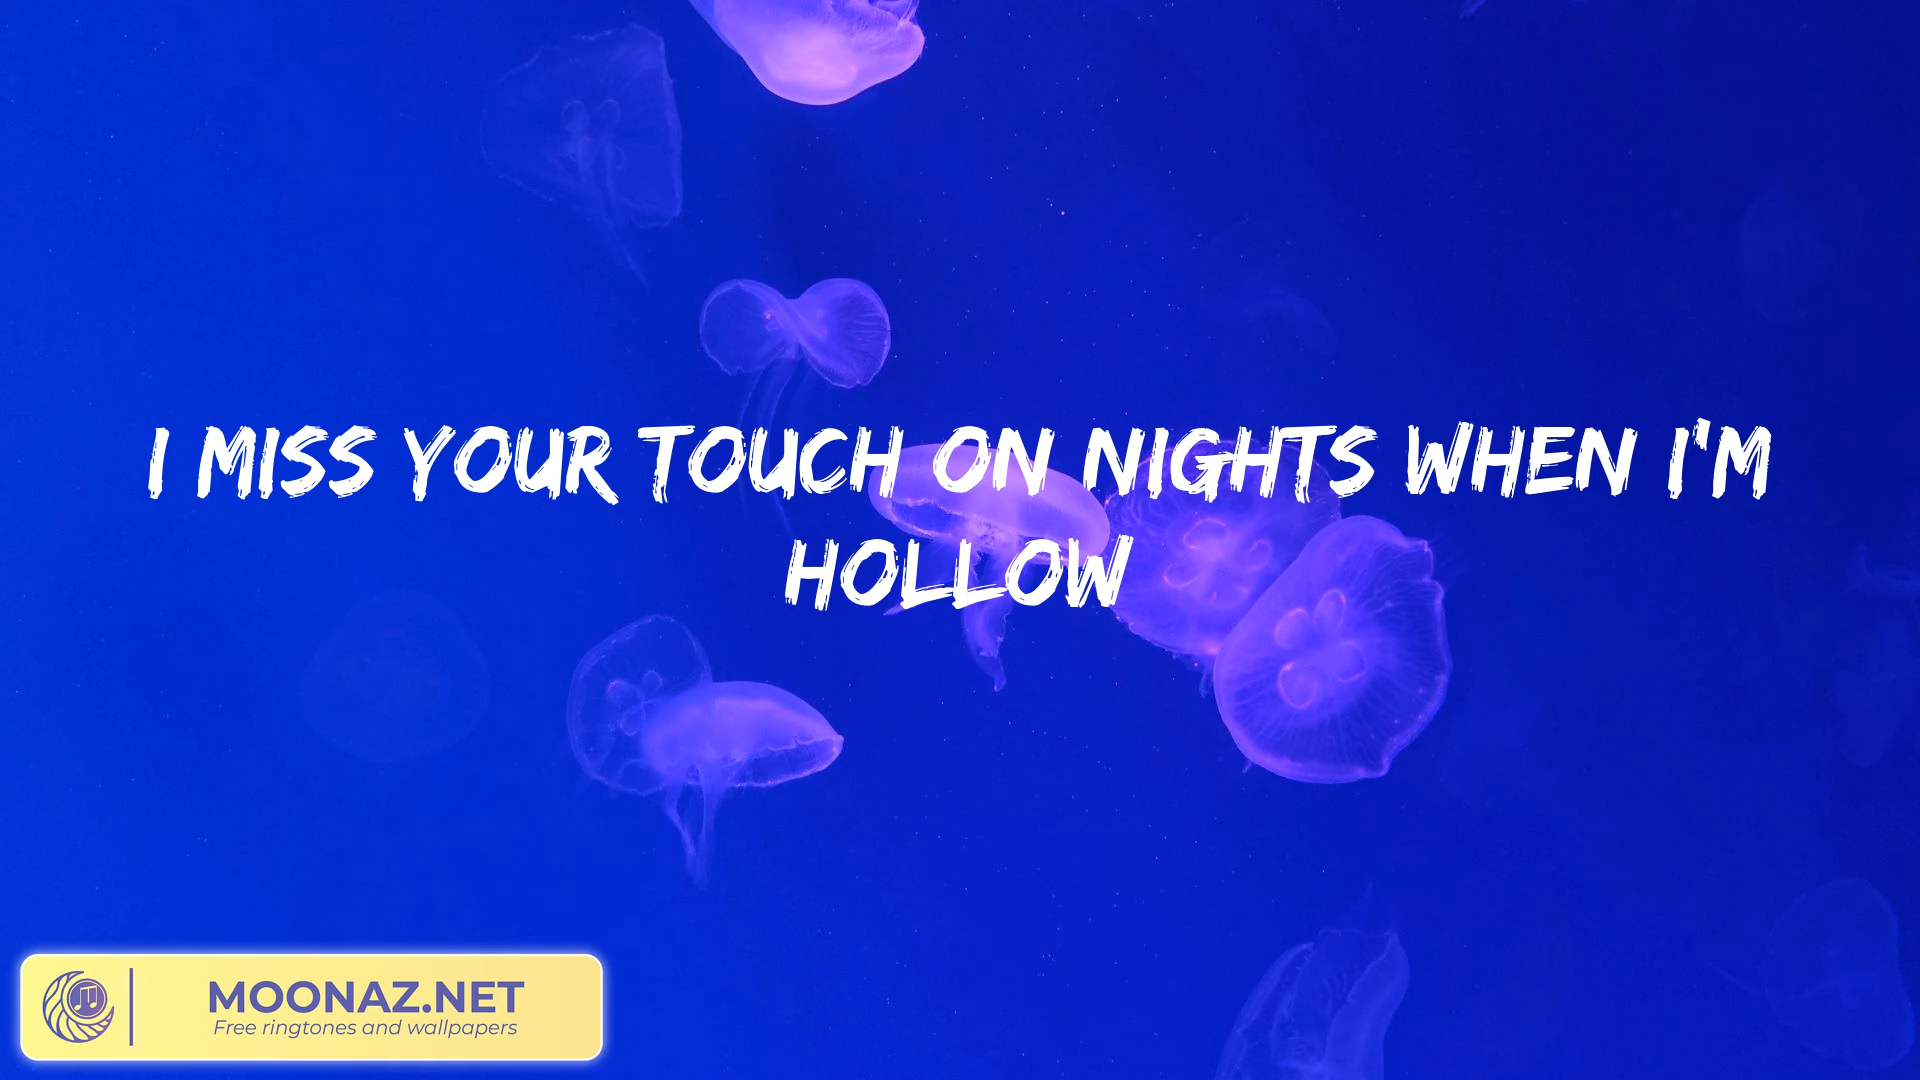 I MISS YOUR TOUCH ON NIGHTS WHEN I'M
HOLLOW
MOONAZ.NET
Free ringtones and wallpapers